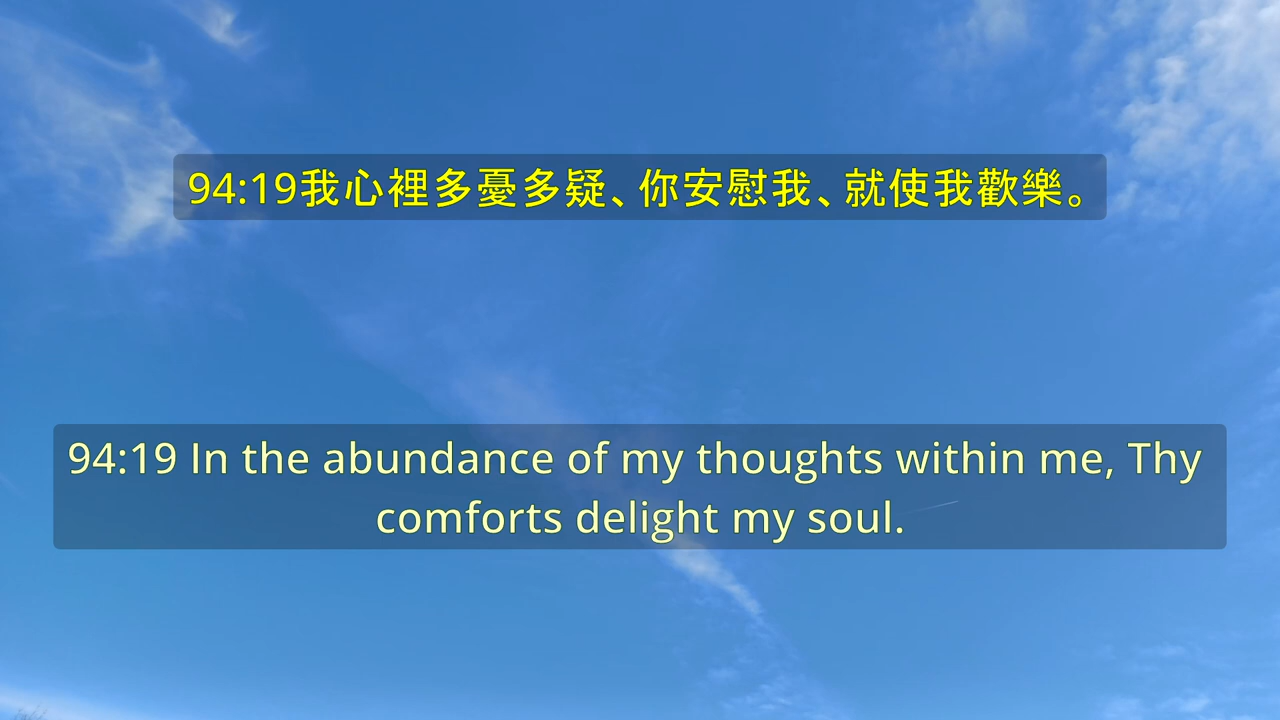 94:19我心裡多憂多疑、你安慰我、就使我歡樂。
94:19 In the abundance of my thoughts within me, Thy
comforts delight my soul.